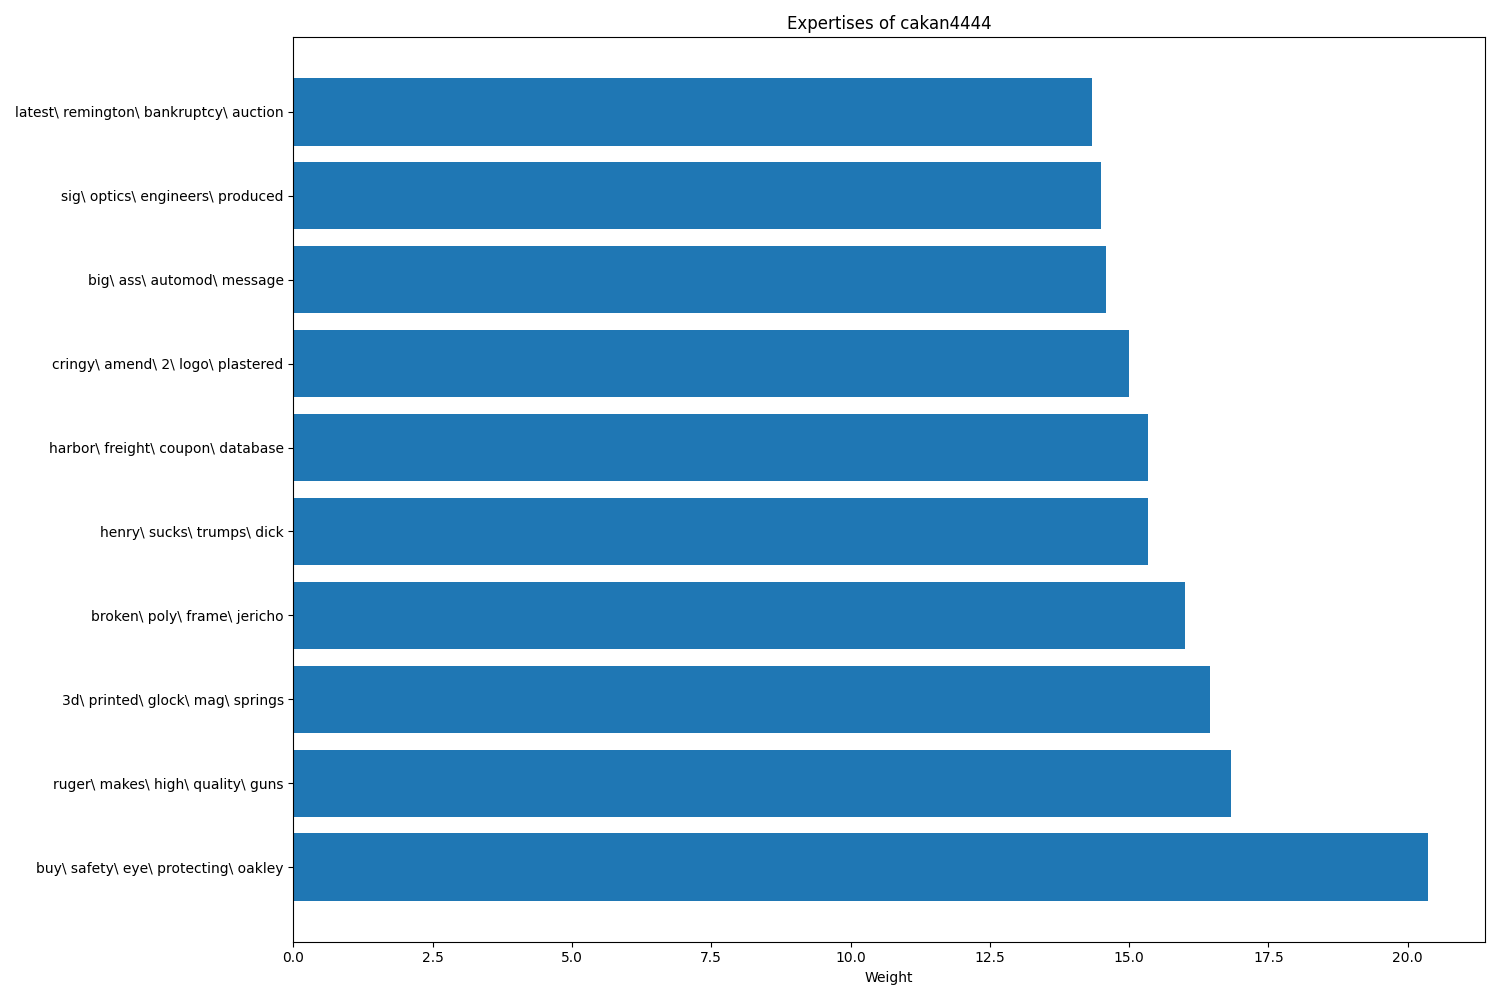 Expertises of cakan4444
latest\ remington\ bankruptcy\ auction
sig\ optics\ engineers\ produced
big\ ass\ automod\ message
cringy\ amend\ 2\ logo\ plastered
harbor\ freight\ coupon\ database
henry\ sucks\ trumps\ dick
broken\ poly\ frame\ jericho
3d\ printed\ glock\ mag\ springs
ruger\ makes\ high\ quality\ guns
buy\ safety\ eye\ protecting\ oakley
0.0 2.5 5.0 7.5 10.0 12.5 15.0 17.5 20.0
Weight